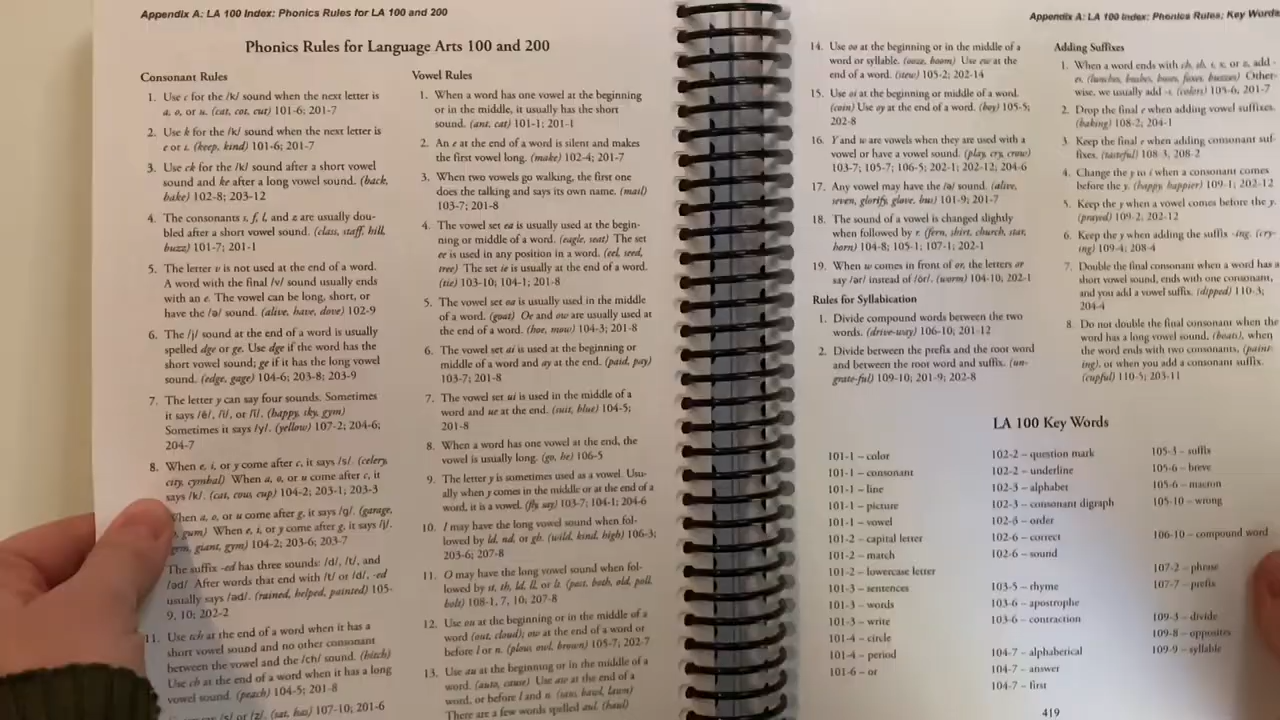 Appendix A: LA 100 Index: Phonics Rules for LA 100 and 200
Phonics Rules for Language Arts 100 and 200
Consonant Rules
1. Use c for the /k/ sound when the next letter is
a, o, or u. (cat, cot, cut) 101-6; 201-7
2. Use k for the /k/ sound when the next letter is
e or i. (keep, kind) 101-6; 201-7
3. Use ck for the /k/ sound after a short vowel
sound and ke after a long vowel sound. (back,
bake) 102-8; 203-12
4. The consonants s, f, l, and z are usually dou-
bled after a short vowel sound. (class, staff, hill,
buzz) 101-7; 201-1
5. The letter v is not used at the end of a word.
A word with the final /v/ sound usually ends
with an e. The vowel can be long, short, or
have the /ə/ sound. (alive, have, dove) 102-9
6. The /j/ sound at the end of a word is usually
spelled dge or ge. Use dge if the word has the
short vowel sound; ge if it has the long vowel
sound. (edge, gage) 104-6; 203-8; 203-9
7. The letter y can say four sounds. Sometimes
it says /ē/, /ī/, or /ĭ/. (happy, sky, gym)
Sometimes it says /y/. (yellow) 107-2; 204-6;
204-7
8. When e, i, or y come after c, it says /s/. (celery,
city, cymbal) When a, o, or u come after c, it
says /k/. (cat, cous, cup) 104-2; 203-1; 203-3
When a, o, or u come after g, it says /g/. (garage,
gum) When e, i, or y come after g, it says /j/.
giant, gym) 104-2; 203-6; 203-7
The suffix -ed has three sounds: /d/, /t/, and
/əd/. After words that end with /t/ or /d/, -ed
usually says /əd/. (rained, helped, painted) 105-
9, 10; 202-2
11. Use tch at the end of a word when it has a
short vowel sound and no other consonant
between the vowel and the /ch/ sound. (hitch)
Use ch at the end of a word when it has a long
vowel sound. (peach) 104-5; 201-8
/s/ or /z/. (sat, has) 107-10; 201-6
Vowel Rules
1. When a word has one vowel at the beginning
or in the middle, it usually has the short
sound. (ant, cat) 101-1; 201-1
2. An e at the end of a word is silent and makes
the first vowel long. (make) 102-4; 201-7
3. When two vowels go walking, the first one
does the talking and says its own name. (mail)
103-7; 201-8
4. The vowel set ea is usually used at the begin-
ning or middle of a word. (eagle, seat) The set
ee is used in any position in a word. (eel, seed,
tree) The set ie is usually at the end of a word.
(tie) 103-10; 104-1; 201-8
5. The vowel set oa is usually used in the middle
of a word. (goat) Oe and ow are usually used at
the end of a word. (hoe, mow) 104-3; 201-8
6. The vowel set ai is used at the beginning or
middle of a word and ay at the end. (paid, pay)
103-7; 201-8
7. The vowel set ui is used in the middle of a
word and ue at the end. (suit, blue) 104-5;
201-8
8. When a word has one vowel at the end, the
vowel is usually long. (go, be) 106-5
9. The letter y is sometimes used as a vowel. Usu-
ally when y comes in the middle or at the end of a
word, it is a vowel. (fly, say) 103-7; 104-1; 204-6
10. I may have the long vowel sound when fol-
lowed by ld, nd, or gh. (wild, kind, high) 106-3;
203-6; 207-8
11. O may have the long vowel sound when fol-
lowed by st, th, ld, ll, or lt. (post, both, old, poll,
bolt) 108-1, 7, 10; 207-8
12. Use ou at the beginning or in the middle of a
word (out, cloud); ow at the end of a word or
before l or n. (plow, owl, brown) 105-7; 202-7
13. Use au at the beginning or in the middle of a
word. (auto, cause) Use aw at the end of a
word, or before l and n. (saw, bawl, lawn)
There are a few words spelled aul. (haul)
Appendix A: LA 100 Index: Phonics Rules; Key Words
14. Use oo at the beginning or in the middle of a
word or syllable. (ooze, boom) Use ew at the
end of a word. (stew) 105-2; 202-14
15. Use oi at the beginning or middle of a word.
(coin) Use oy at the end of a word. (boy) 105-5;
202-8
16. Y and w are vowels when they are used with a
vowel or have a vowel sound. (play, cry, crow)
103-7; 105-7; 106-5; 202-1; 202-12; 204-6
17. Any vowel may have the /ə/ sound. (alive,
seven, glorify, glove, bus) 101-9; 201-7
18. The sound of a vowel is changed slightly
when followed by r. (fern, shirt, church, star,
horn) 104-8; 105-1; 107-1; 202-1
19. When w comes in front of or, the letters or
say /ər/ instead of /ôr/. (worm) 104-10; 202-1
Rules for Syllabication
1. Divide compound words between the two
words. (drive-way) 106-10; 201-12
2. Divide between the prefix and the root word
and between the root word and suffix. (un-
grate-ful) 109-10; 201-9; 202-8
Adding Suffixes
1. When a word ends with ch, sh, s, x, or z, add -
es. (lunches, bushes, buses, foxes, buzzes) Other-
wise, we usually add -s. (colors) 105-6; 201-7
2. Drop the final e when adding vowel suffixes.
(baking) 108-2; 204-1
3. Keep the final e when adding consonant suf-
fixes. (tasteful) 108-3; 208-2
4. Change the y to i when a consonant comes
before the y. (happy happier) 109-1; 202-12
5. Keep the y when a vowel comes before the y.
(prayed) 109-2; 202-12
6. Keep the y when adding the suffix -ing. (cry-
ing) 109-4; 208-4
7. Double the final consonant when a word has a
short vowel sound, ends with one consonant,
and you add a vowel suffix. (dipped) 110-3;
204-4
8. Do not double the final consonant when the
word has a long vowel sound, (boats), when
the word ends with two consonants, (paint-
ing), or when you add a consonant suffix.
(cupful) 110-5; 203-11
LA 100 Key Words
101-1 – color
101-1 – consonant
101-1 – line
101-1 – picture
101-1 – vowel
101-2 – capital letter
101-2 – match
101-2 – lowercase letter
101-3 – sentences
101-3 – words
101-3 – write
101-4 – circle
101-4 – period
101-6 – or
102-2 – question mark
102-2 – underline
102-3 – alphabet
102-3 – consonant digraph
102-6 – order
102-6 – correct
102-6 – sound
103-5 – rhyme
103-6 – apostrophe
103-6 – contraction
104-7 – alphabetical
104-7 – answer
104-7 – first
105-3 – suffix
105-6 – breve
105-6 – macron
105-10 – wrong
106-10 – compound word
107-2 – phrase
107-7 – prefix
109-3 – divide
109-8 – opposites
109-9 – syllable
419